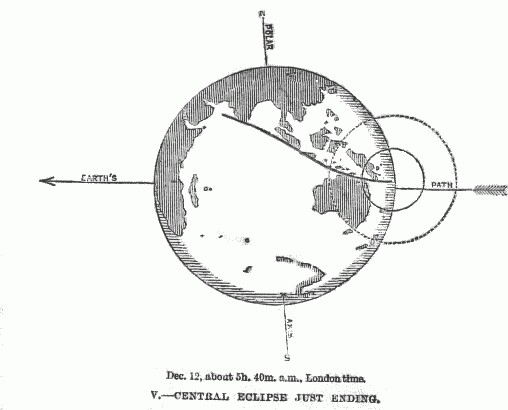 N
POLAR
EARTH'S
PATH
AXIS
S
Dec. 12, about 5h. 40m. a.m., London time.
V.—CENTRAL ECLIPSE JUST ENDING.